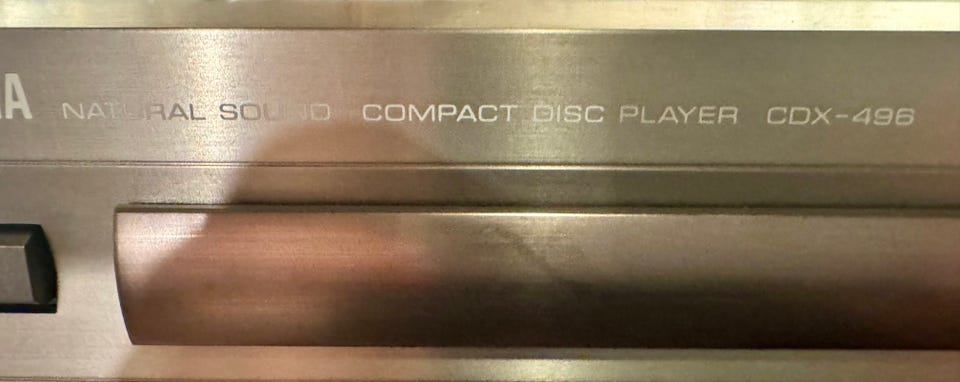 A NATURAL SOUND COMPACT DISC PLAYER CDX-496